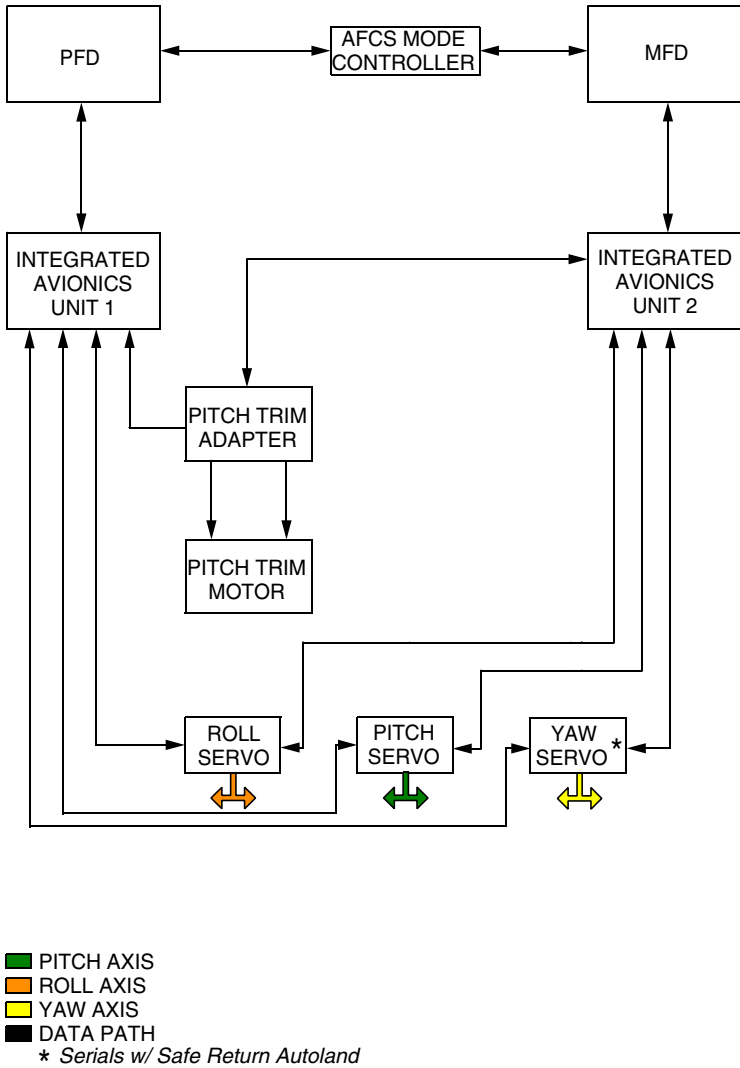 PFD
AFCS MODE
CONTROLLER
MFD
INTEGRATED
AVIONICS
UNIT 1
INTEGRATED
AVIONICS
UNIT 2
PITCH TRIM
ADAPTER
PITCH TRIM
MOTOR
ROLL
SERVO
PITCH
SERVO
YAW
SERVO *
PITCH AXIS
ROLL AXIS
YAW AXIS
DATA PATH
* Serials w/ Safe Return Autoland